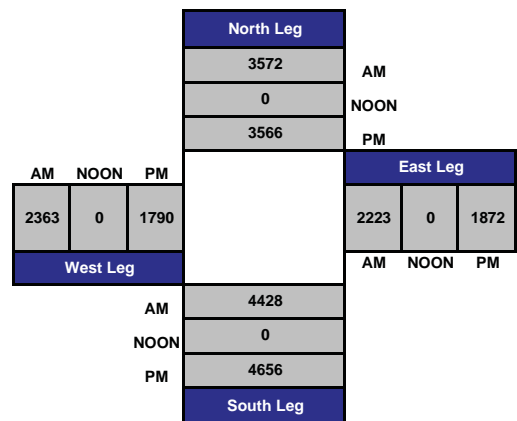 North Leg
3572
AM
0
NOON
3566
PM
AM NOON PM
East Leg
2363 0 1790
2223 0 1872
West Leg
AM NOON PM
AM
4428
NOON
0
PM
4656
South Leg